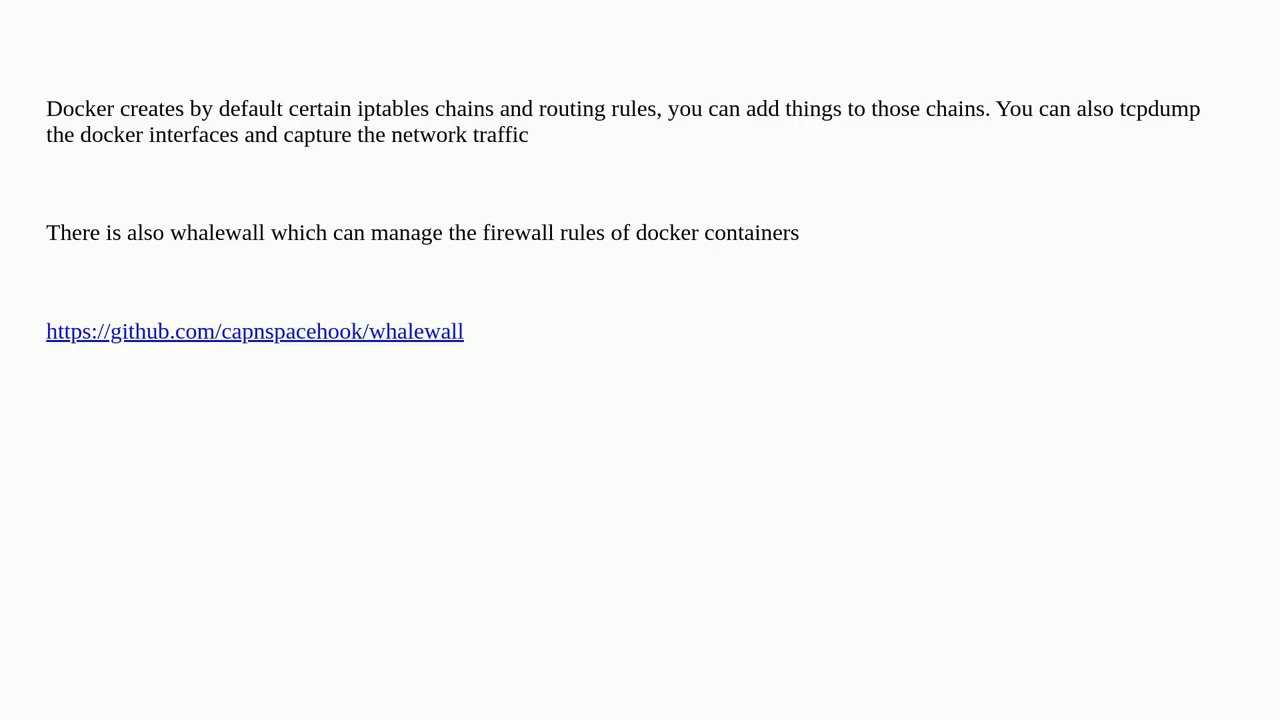 Docker creates by default certain iptables chains and routing rules, you can add things to those chains. You can also tcpdump
the docker interfaces and capture the network traffic
There is also whalewall which can manage the firewall rules of docker containers
https://github.com/capnspacehook/whalewall